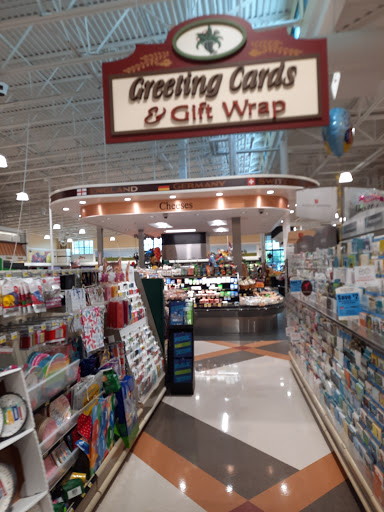 Greeting Cards
& Gift Wrap
GERMANY
Cheeses